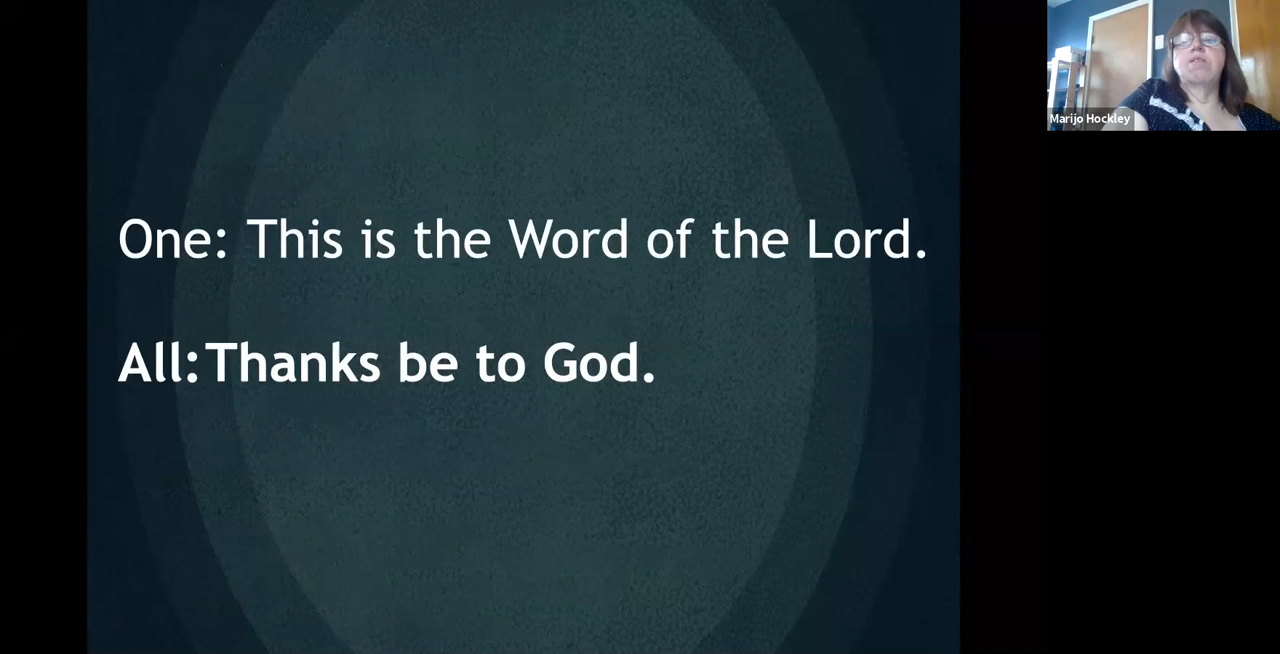 One: This is the Word of the Lord.
All: Thanks be to God.
Marijo Hockley